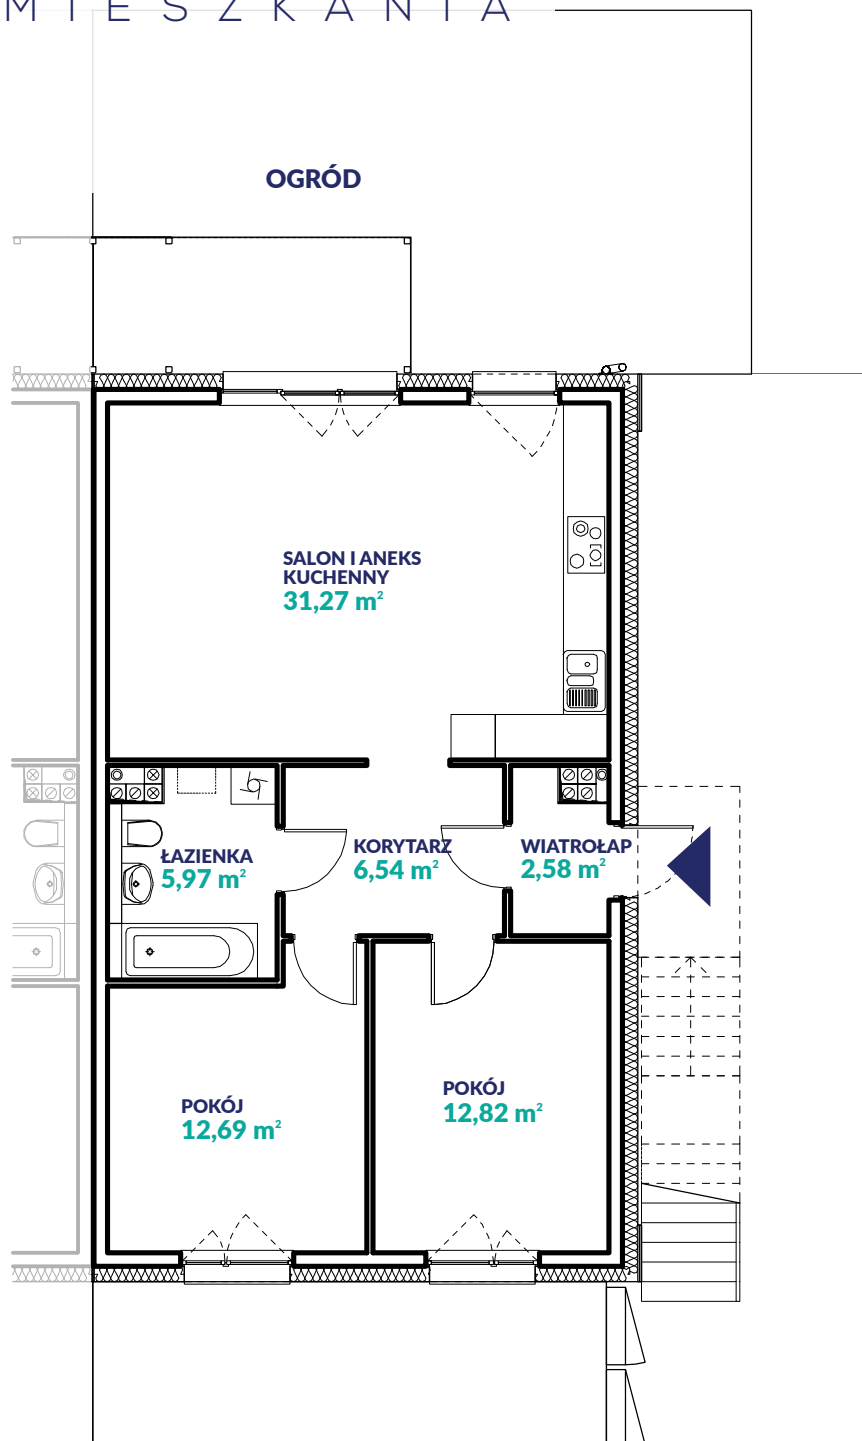 MIESZKANIA
OGRÓD
SALON I ANEKS
KUCHENNY
31,27 m²
ŁAZIENKA
5,97 m²
KORYTARZ
6,54 m²
WIATROŁAP
2,58 m²
POKÓJ
12,69 m²
POKÓJ
12,82 m²